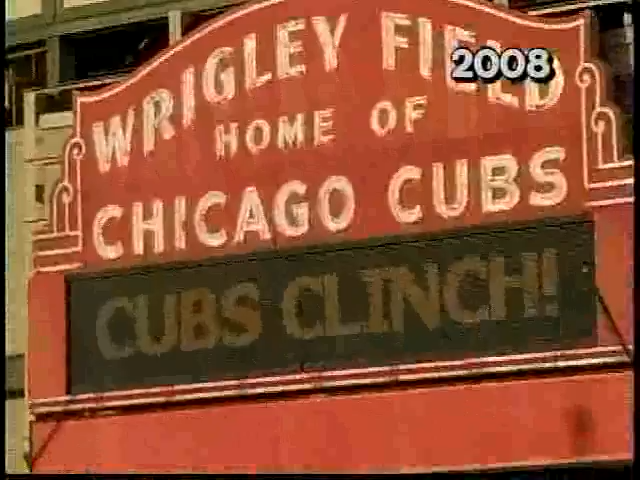 2008
WRIGLEY FIELD
HOME OF
CHICAGO CUBS
CUBS CLINCH!